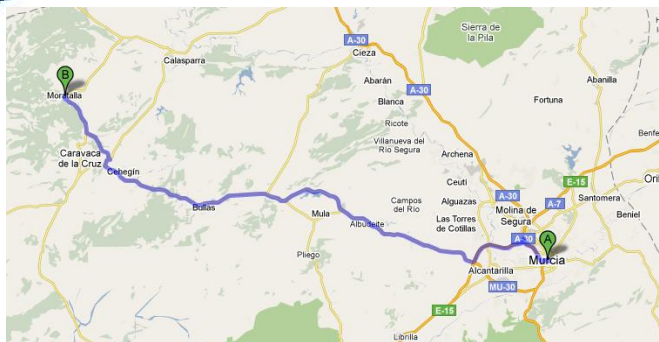 Sierra de
la Pila
A-30
Cieza
Calasparra
Abarán
A-30
Abanilla
B
Moratalla
Blanca
Fortuna
Ricote
Villanueva del
Río Segura
Archena
Caravaca
de la Cruz
Cehegín
Ceutí
A-30
E-15
Campos
del Río
Alguazas
Molina de
Segura
A-7
Santomera
Bullas
Mula
Las Torres
de Cotillas
Beniel
Albudeite
A-30
A
Murcia
Pliego
Alcantarilla
MU-30
E-15
Librilla